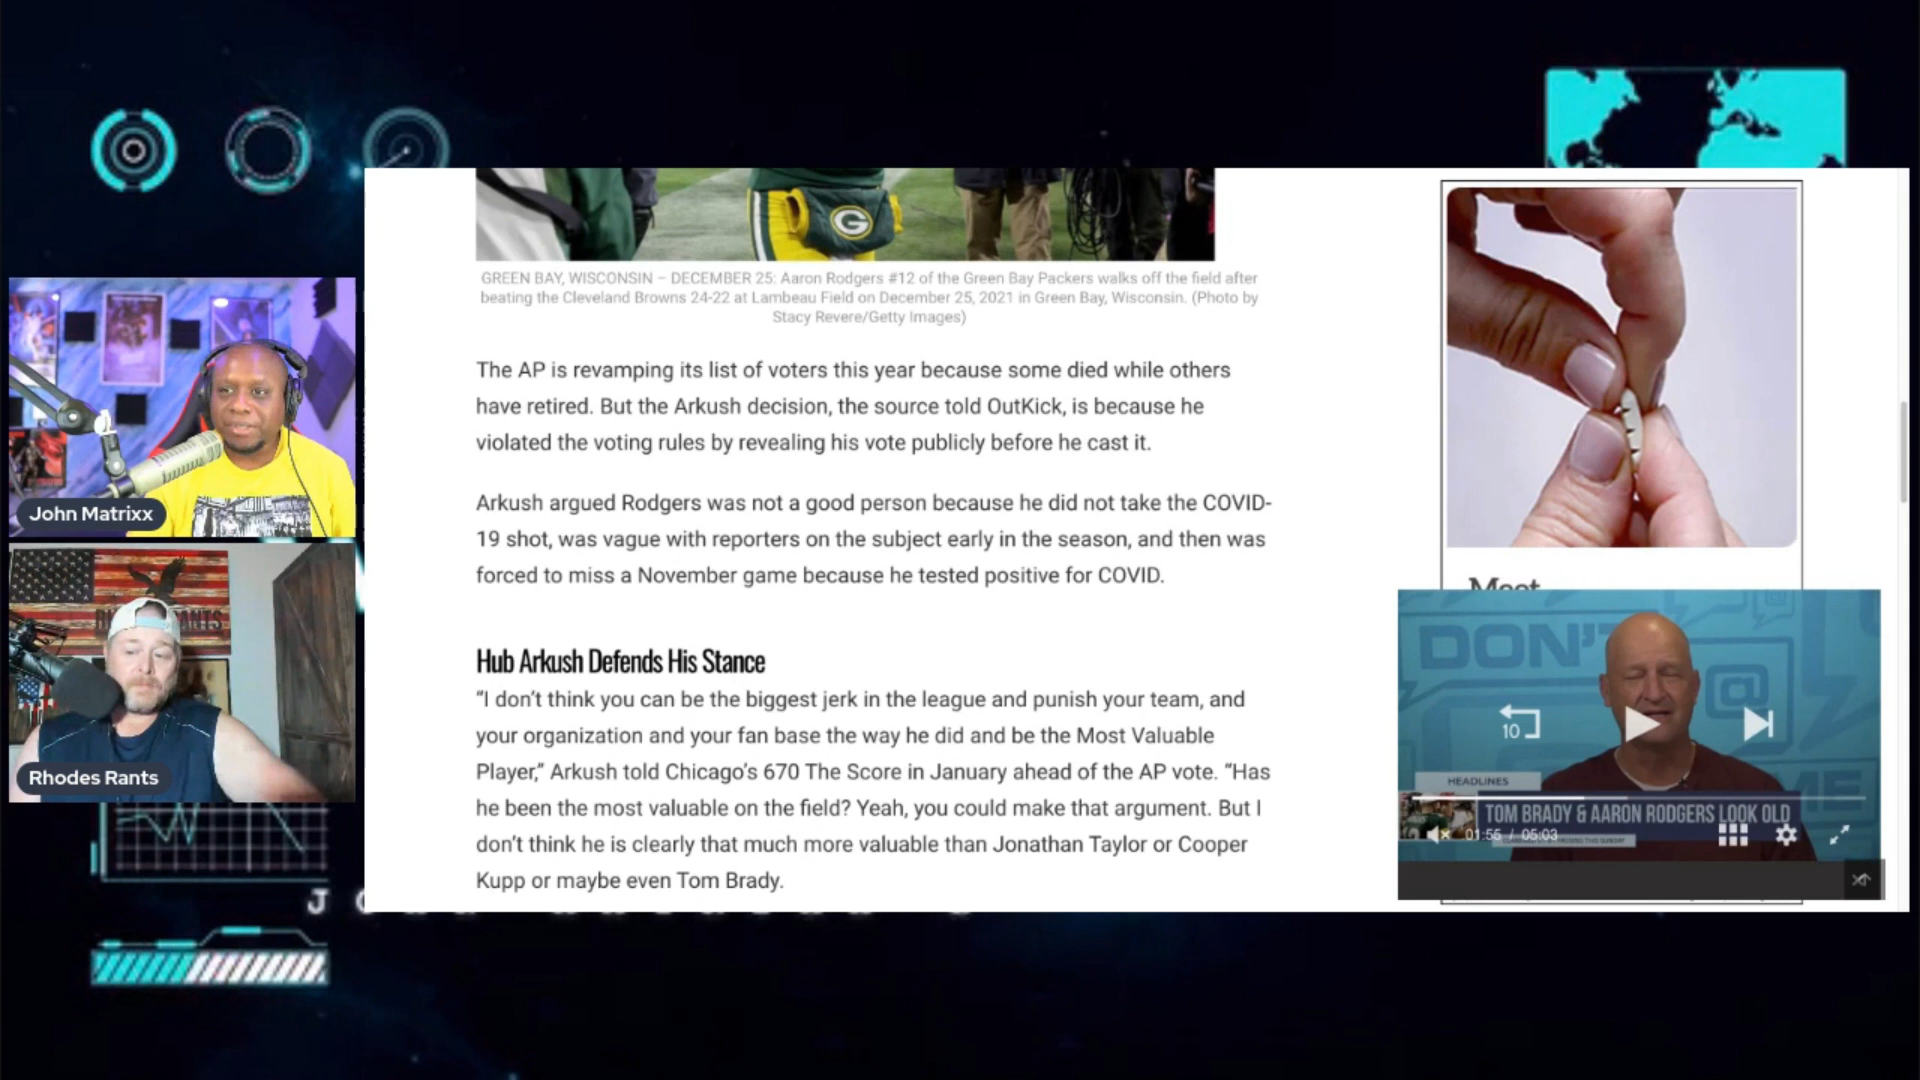 GREEN BAY, WISCONSIN – DECEMBER 25: Aaron Rodgers #12 of the Green Bay Packers walks off the field after
beating the Cleveland Browns 24-22 at Lambeau Field on December 25, 2021 in Green Bay, Wisconsin. (Photo by
Stacy Revere/Getty Images)
The AP is revamping its list of voters this year because some died while others
have retired. But the Arkush decision, the source told OutKick, is because he
violated the voting rules by revealing his vote publicly before he cast it.
Arkush argued Rodgers was not a good person because he did not take the COVID-
19 shot, was vague with reporters on the subject early in the season, and then was
forced to miss a November game because he tested positive for COVID.
Hub Arkush Defends His Stance
“I don’t think you can be the biggest jerk in the league and punish your team, and
your organization and your fan base the way he did and be the Most Valuable
Player,” Arkush told Chicago’s 670 The Score in January ahead of the AP vote. “Has
he been the most valuable on the field? Yeah, you could make that argument. But I
don’t think he is clearly that much more valuable than Jonathan Taylor or Cooper
Kupp or maybe even Tom Brady.
John Matrixx
Rhodes Rants
G
Meet
DON'T
@
10
HEADLINES
TOM BRADY & AARON RODGERS LOOK OLD
01:55 / 05:03